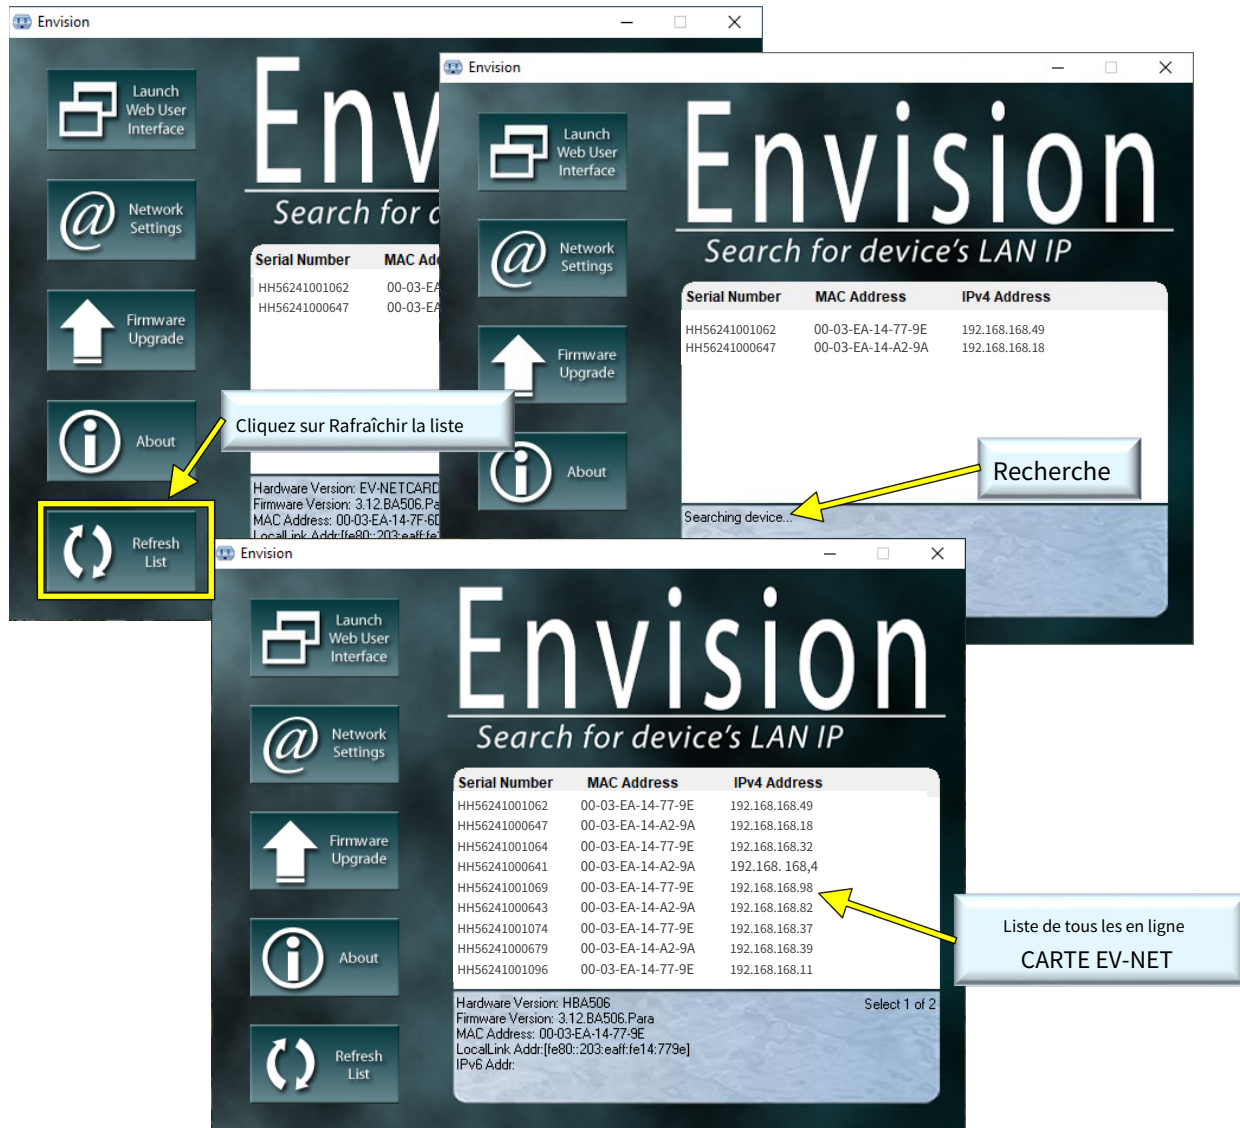 Envision
Launch
Web User
Interface
Network
Settings
Firmware
Upgrade
About
Refresh
List
Env
Search for d
Serial Number MAC Ad
HH56241001062 00-03-EA
HH56241000647 00-03-EA
Hardware Version: EV-NETCARD
Firmware Version: 3.12.BA506.Pa
MAC Address: 00-03-EA-14-7F-6D
LocalLink Addr:[fe80::203:eaff:fe
Cliquez sur Rafraîchir la liste
Envision
Launch
Web User
Interface
Network
Settings
Firmware
Upgrade
About
Envision
Search for device's LAN IP
Serial Number MAC Address IPv4 Address
HH56241001062 00-03-EA-14-77-9E 192.168.168.49
HH56241000647 00-03-EA-14-A2-9A 192.168.168.18
Recherche
Searching device...
Envision
Launch
Web User
Interface
Network
Settings
Firmware
Upgrade
About
Refresh
List
Envision
Search for device's LAN IP
Serial Number MAC Address IPv4 Address
HH56241001062 00-03-EA-14-77-9E 192.168.168.49
HH56241000647 00-03-EA-14-A2-9A 192.168.168.18
HH56241001064 00-03-EA-14-77-9E 192.168.168.32
HH56241000641 00-03-EA-14-A2-9A 192.168. 168,4
HH56241001069 00-03-EA-14-77-9E 192.168.168.98
HH56241000643 00-03-EA-14-A2-9A 192.168.168.82
HH56241001074 00-03-EA-14-77-9E 192.168.168.37
HH56241000679 00-03-EA-14-A2-9A 192.168.168.39
HH56241001096 00-03-EA-14-77-9E 192.168.168.11
Hardware Version: HBA506 Select 1 of 2
Firmware Version: 3.12.BA506.Para
MAC Address: 00-03-EA-14-77-9E
LocalLink Addr:[fe80::203:eaff:fe14:779e]
IPv6 Addr:
Liste de tous les en ligne
CARTE EV-NET